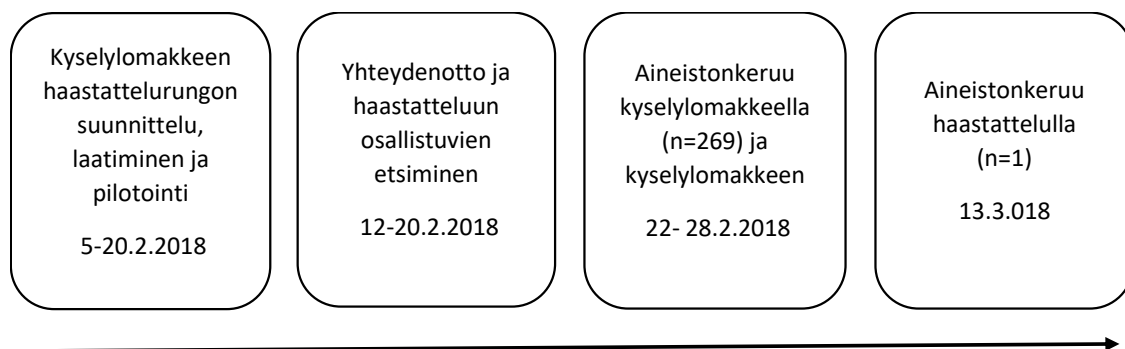 Kyselylomakkeen
haastattelurungon
suunnittelu,
laatiminen ja
pilotointi
5-20.2.2018
Yhteydenotto ja
haastatteluun
osallistuvien
etsiminen
12-20.2.2018
Aineistonkeruu
kyselylomakkeella
(n=269) ja
kyselylomakkeen
22- 28.2.2018
Aineistonkeruu
haastattelulla
(n=1)
13.3.018